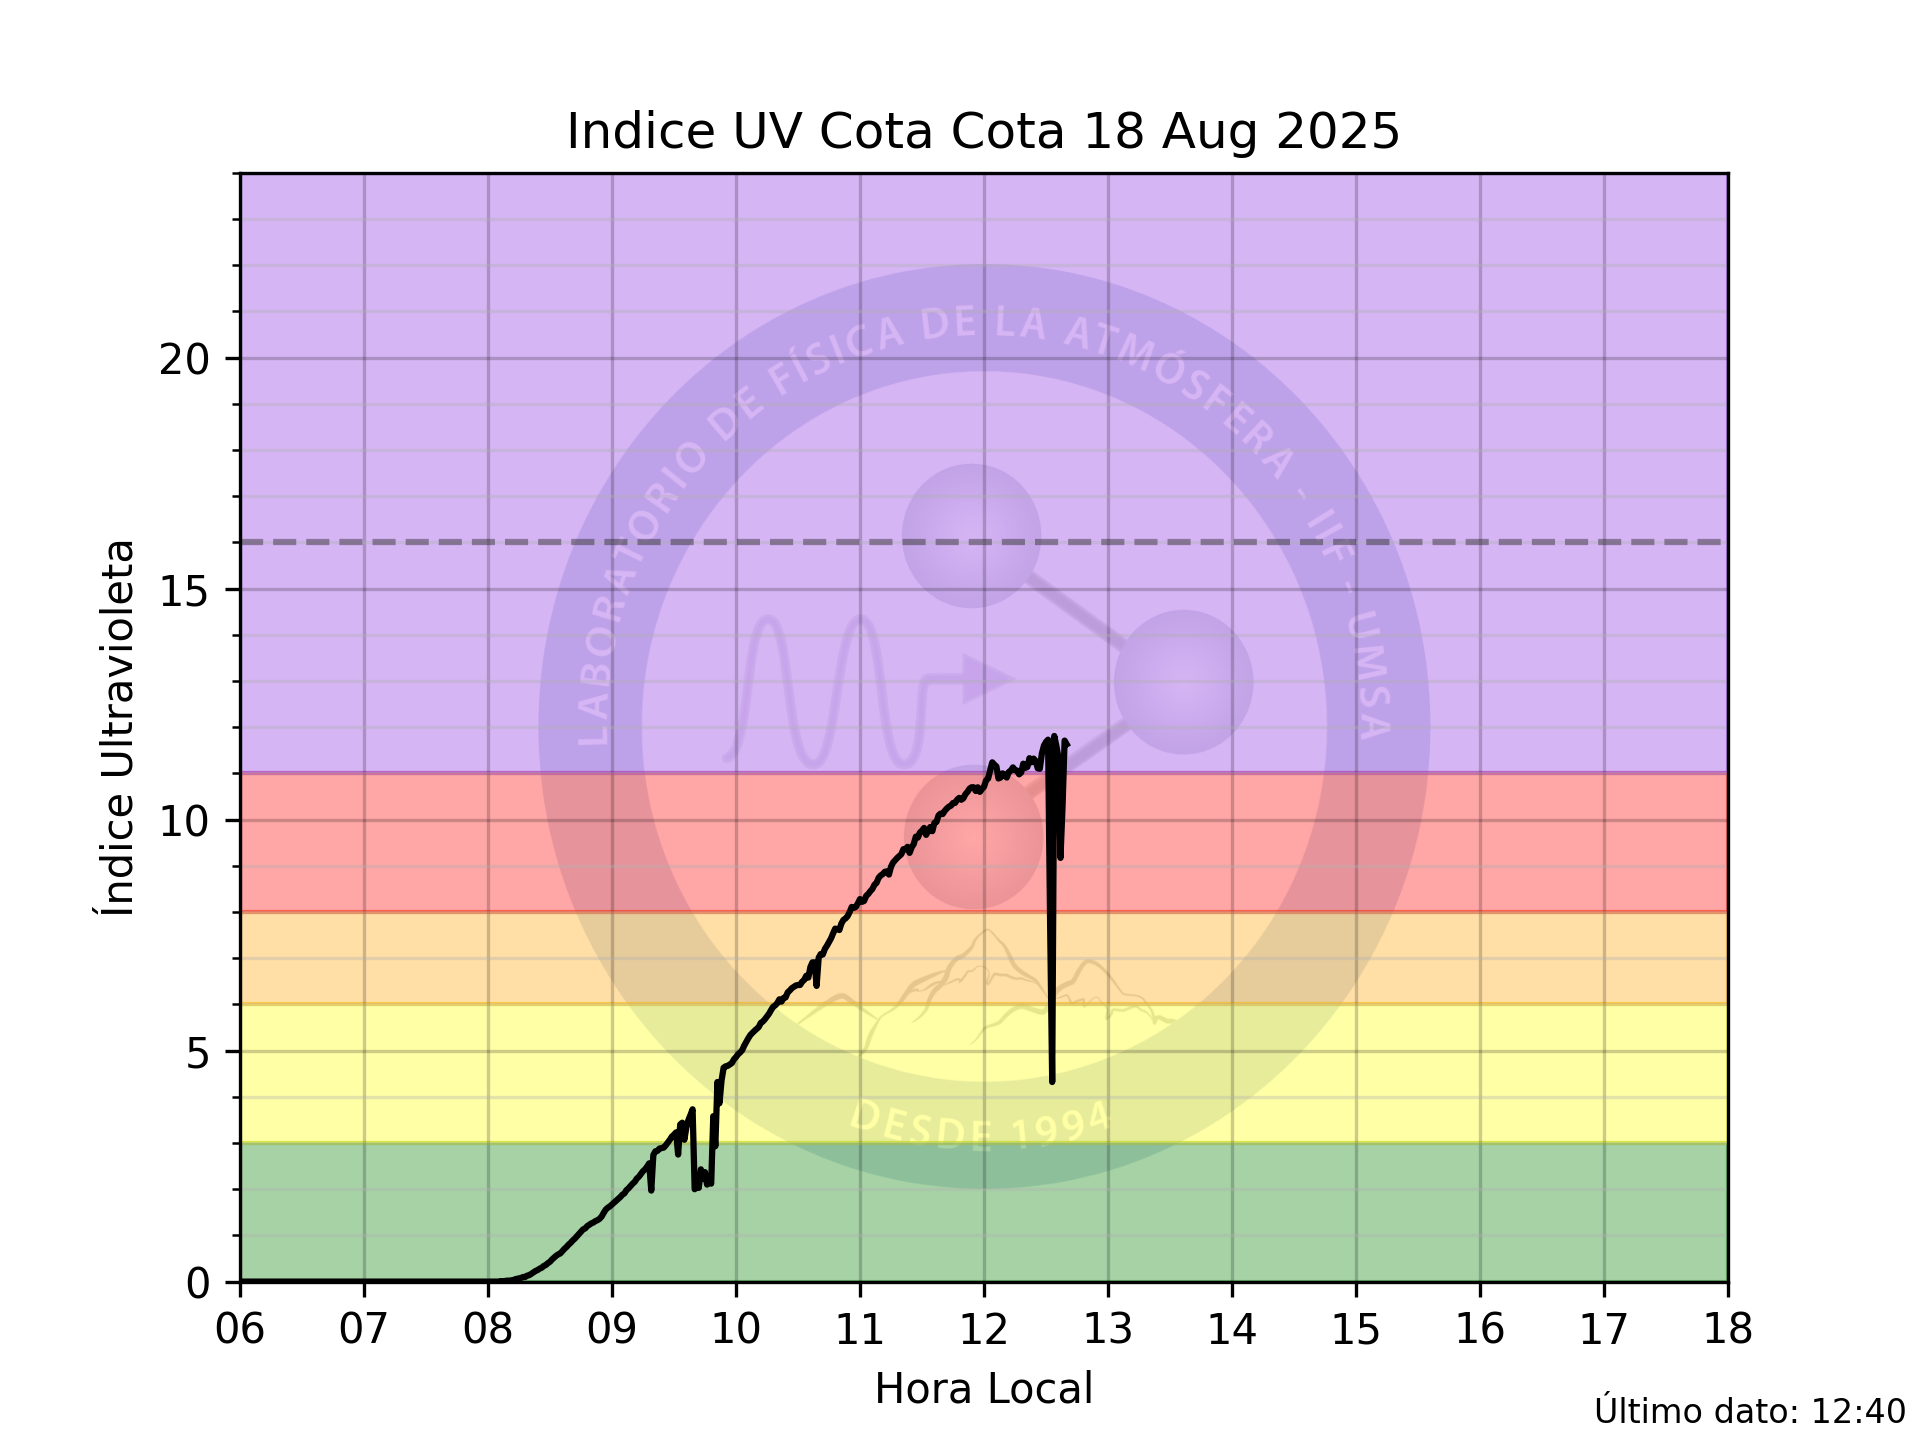 Indice UV Cota Cota 18 Aug 2025
Índice Ultravioleta
20
15
10
5
0
LABORATORIO DE FÍSICA DE LA ATMÓSFERA - IIF - UMSA
DESDE 1994
06 07 08 09 10 11 12 13 14 15 16 17 18
Hora Local
Último dato: 12:40